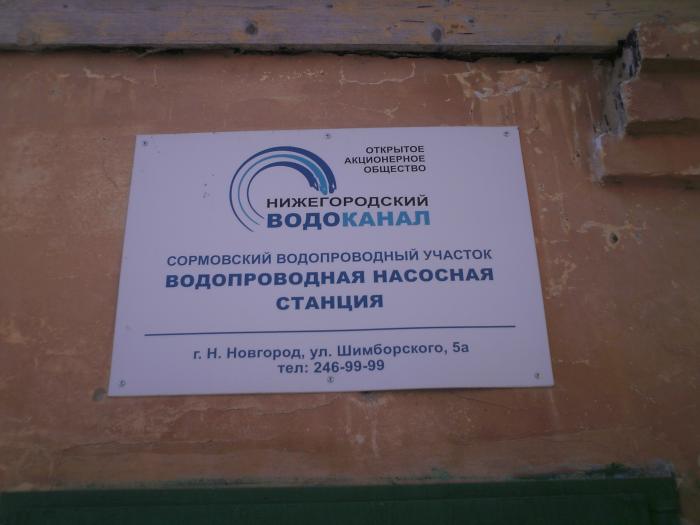 ОТКРЫТОЕ
АКЦИОНЕРНОЕ
ОБЩЕСТВО
НИЖЕГОРОДСКИЙ
ВОДОКАНАЛ
СОРМОВСКИЙ ВОДОПРОВОДНЫЙ УЧАСТОК
ВОДОПРОВОДНАЯ НАСОСНАЯ
СТАНЦИЯ
г. Н. Новгород, ул. Шимборского, 5а
тел: 246-99-99